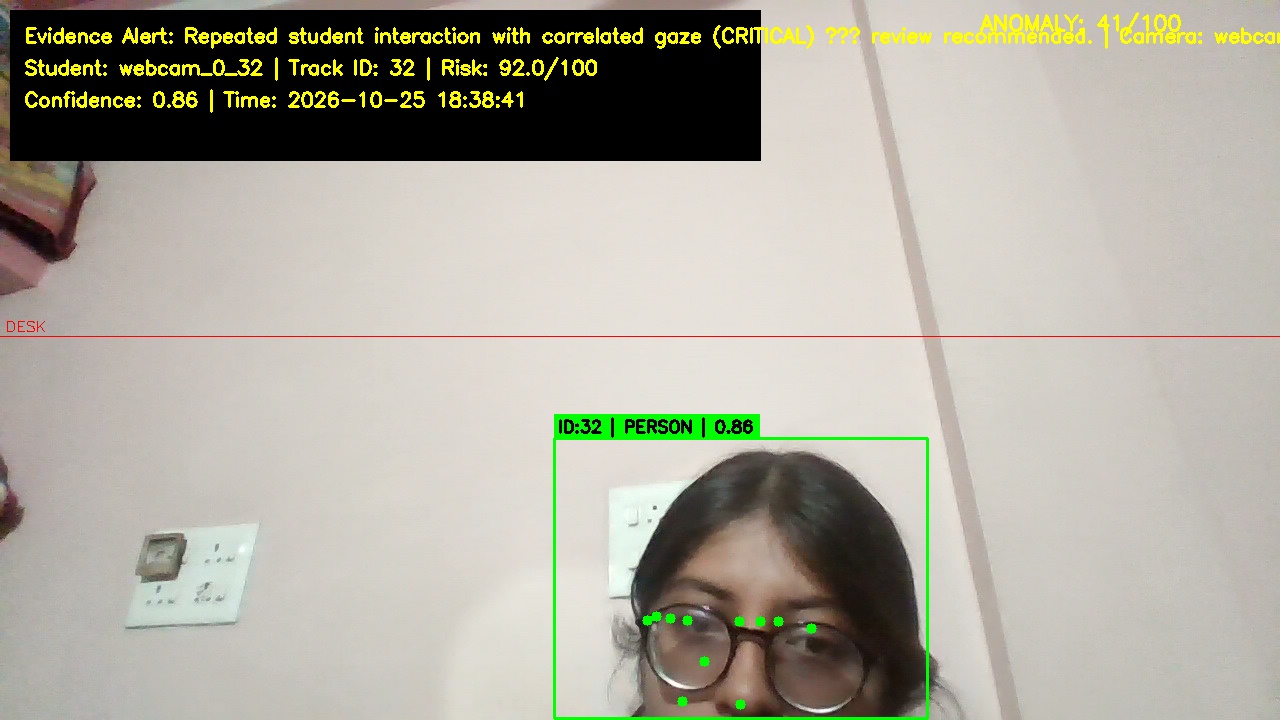 Evidence Alert: Repeated student interaction with correlated gaze (CRITICAL) ??? review recommended. | Camera: webca
ANOMALY: 41/100
Student: webcam_0_32 | Track ID: 32 | Risk: 92.0/100
Confidence: 0.86 | Time: 2026-10-25 18:38:41
DESK
ID:32 | PERSON | 0.86